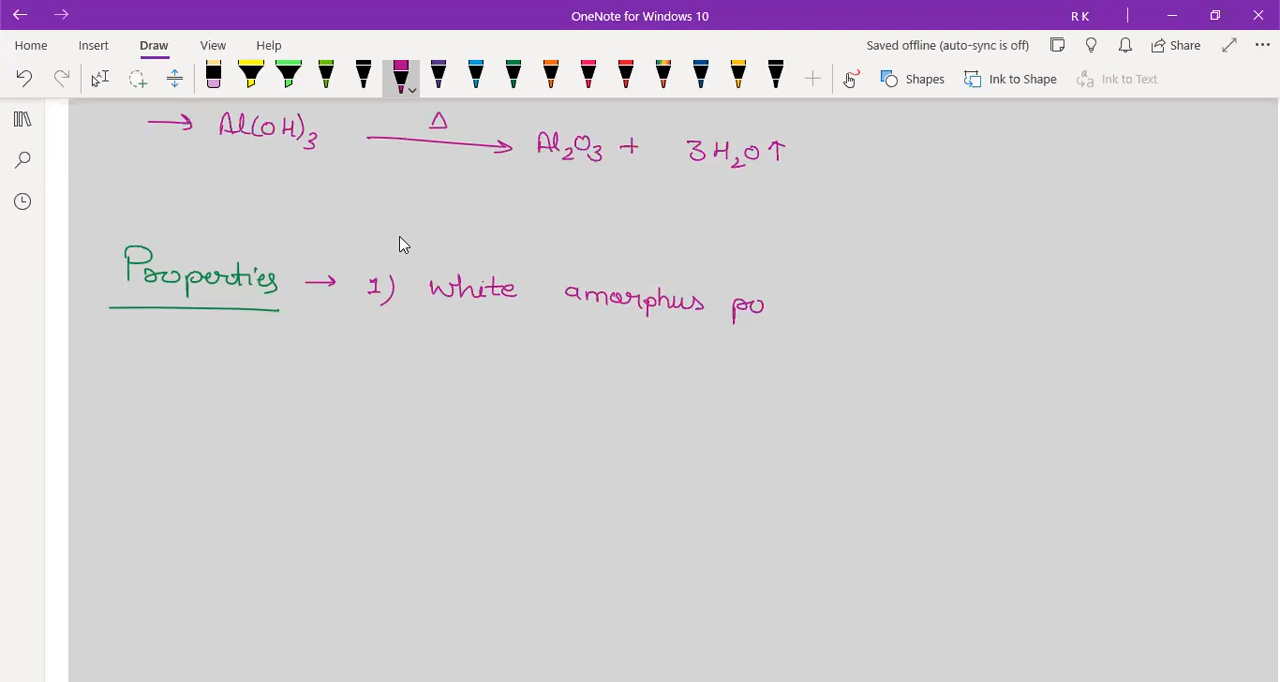 OneNote for Windows 10
R K
Home Insert Draw View Help
Saved offline (auto-sync is off)
Share
Shapes
Ink to Shape
Ink to Text
→ Al(OH)₃ Δ→ Al₂O₃ + 3H₂O↑
Properties → 1) white amorphus po